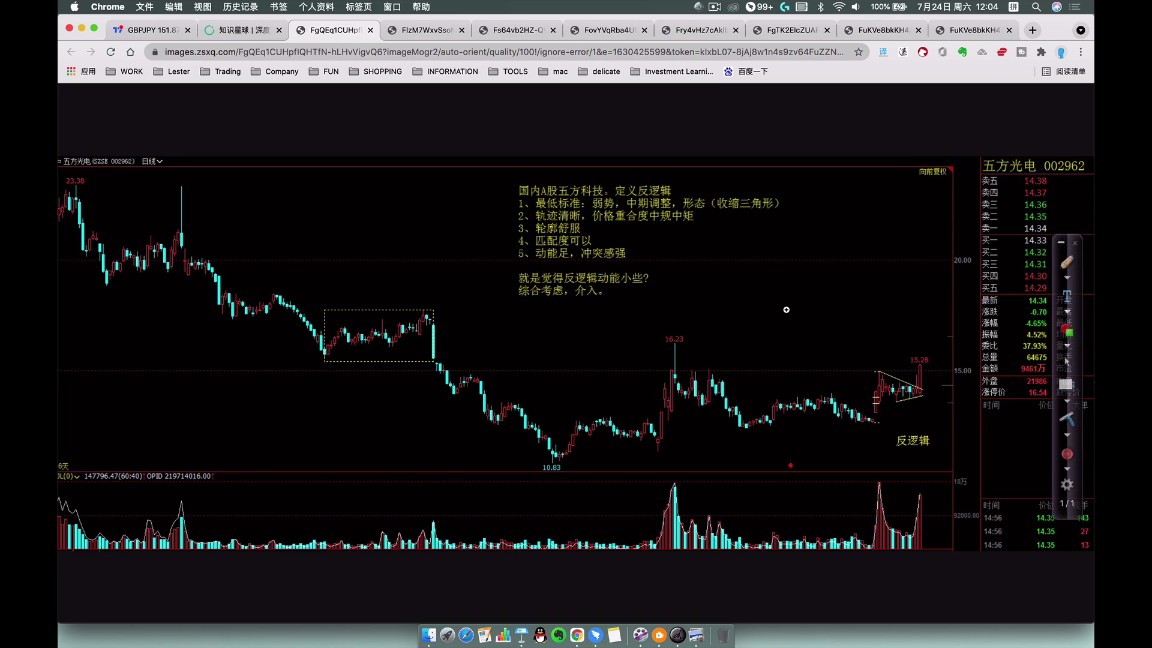 Chrome 文件 编辑 视图 历史记录 书签 个人资料 标签页 窗口 帮助
99+ 100% 7月24日 周六 12:04
GBPJPY 151.8 知识星球 | 深 FgQEq1CUHpf FlzM7WxvSso Fs64vb2HZ-Q FovYVqRba4U Fry4vHz7cAkl FgTK2ElcZUA FuKVe8bkKH4 FuKVe8bkKH4
images.zsxq.com/FgQEq1CUHpflQHTfN-hLHvVigvQ6?imageMogr2/auto-orient/quality/100!/ignore-error/1&e=1630425599&token=kIxbL07-8jAj8w1n4s9zv64FuZZN...
应用 WORK Lester Trading Company FUN SHOPPING INFORMATION TOOLS mac delicate Investment Learni... 百度一下 阅读清单
五方光电(SZSE 002962) 日线
向前复权
五方光电 002962
23.38
国内A股五方科技。定义反逻辑
1、最低标准：弱势，中期调整，形态（收缩三角形）
2、轨迹清晰，价格重合度中规中矩
3、轮廓舒服
4、匹配度可以
5、动能足，冲突感强
就是觉得反逻辑动能小些？
综合考虑，介入。
卖五 14.38
卖四 14.37
卖三 14.36
卖二 14.35
卖一 14.34
买一 14.33
买二 14.32
买三 14.31
买四 14.30
买五 14.29
最新 14.34
涨跌 -0.70
涨幅 -4.65%
振幅 4.52%
委比 37.93%
总量 64675
金额 9461万
外盘 21986
涨停价 16.54
时间 价位
20.00
16.23
15.28
15.00
10.83
反逻辑
147796.47(60:40) OPID 219714016.00
18万
92000.00
1/1
时间 价位
14:56 14.35 443
14:56 14.35 27
14:56 14.35 13